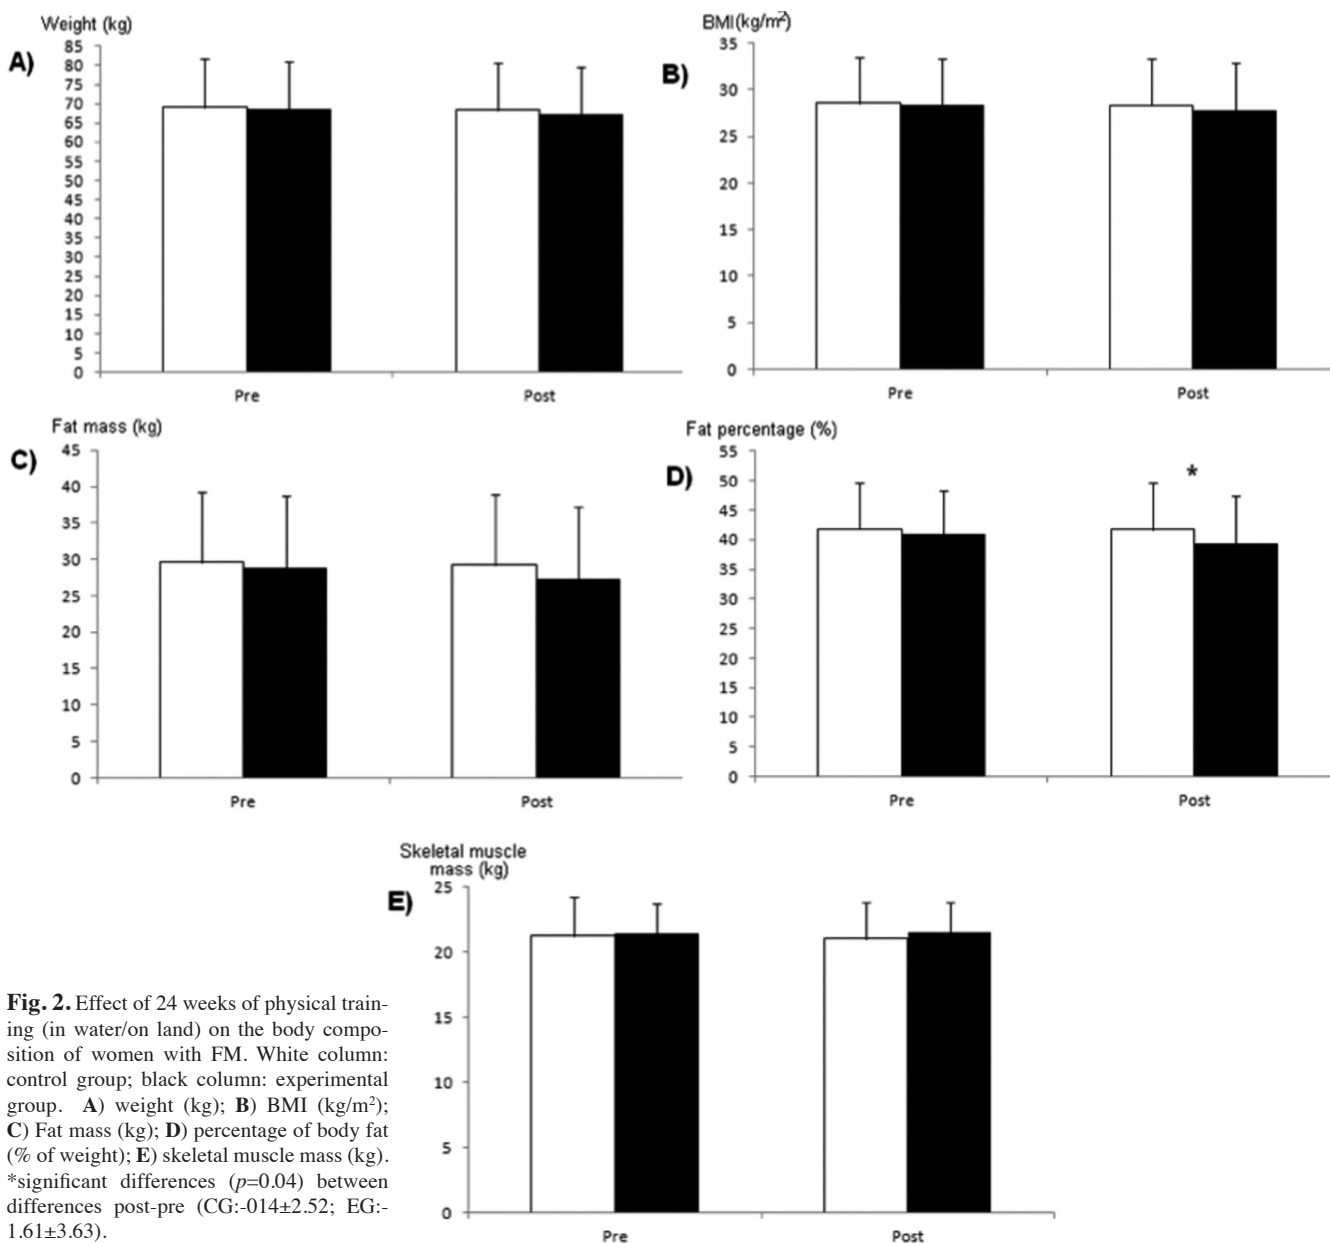 Weight (kg)
A)
85
80
75
70
65
60
55
50
45
40
35
30
25
20
15
10
5
0
Pre
Post
BMI(kg/m²)
B)
35
30
25
20
15
10
5
0
Pre
Post
Fat mass (kg)
C)
45
40
35
30
25
20
15
10
5
0
Pre
Post
Fat percentage (%)
D)
55
50
45
40
35
30
25
20
15
10
5
0
*
Pre
Post
Skeletal muscle
mass (kg)
E)
25
20
15
10
5
0
Pre
Post
Fig. 2. Effect of 24 weeks of physical train-
ing (in water/on land) on the body compo-
sition of women with FM. White column:
control group; black column: experimental
group. A) weight (kg); B) BMI (kg/m²);
C) Fat mass (kg); D) percentage of body fat
(% of weight); E) skeletal muscle mass (kg).
*significant differences (p=0.04) between
differences post-pre (CG:-014±2.52; EG:-
1.61±3.63).